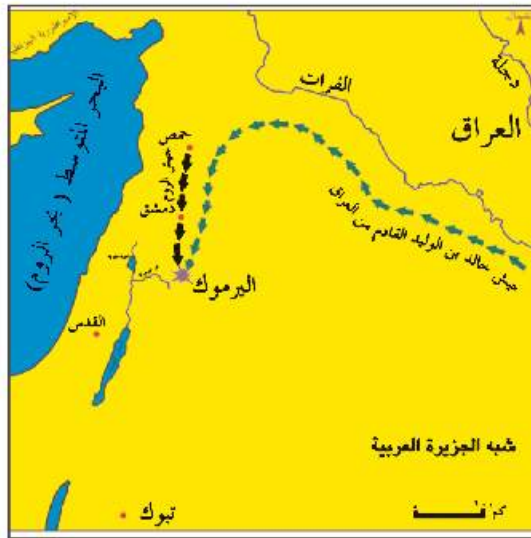 الفرات
دجلة
العراق
البحر المتوسط ( بحر الروم)
حمص
جيش الروم
دمشق
جيش خالد بن الوليد القادم من العراق
اليرموك
القدس
شبه الجزيرة العربية
تبوك
كم